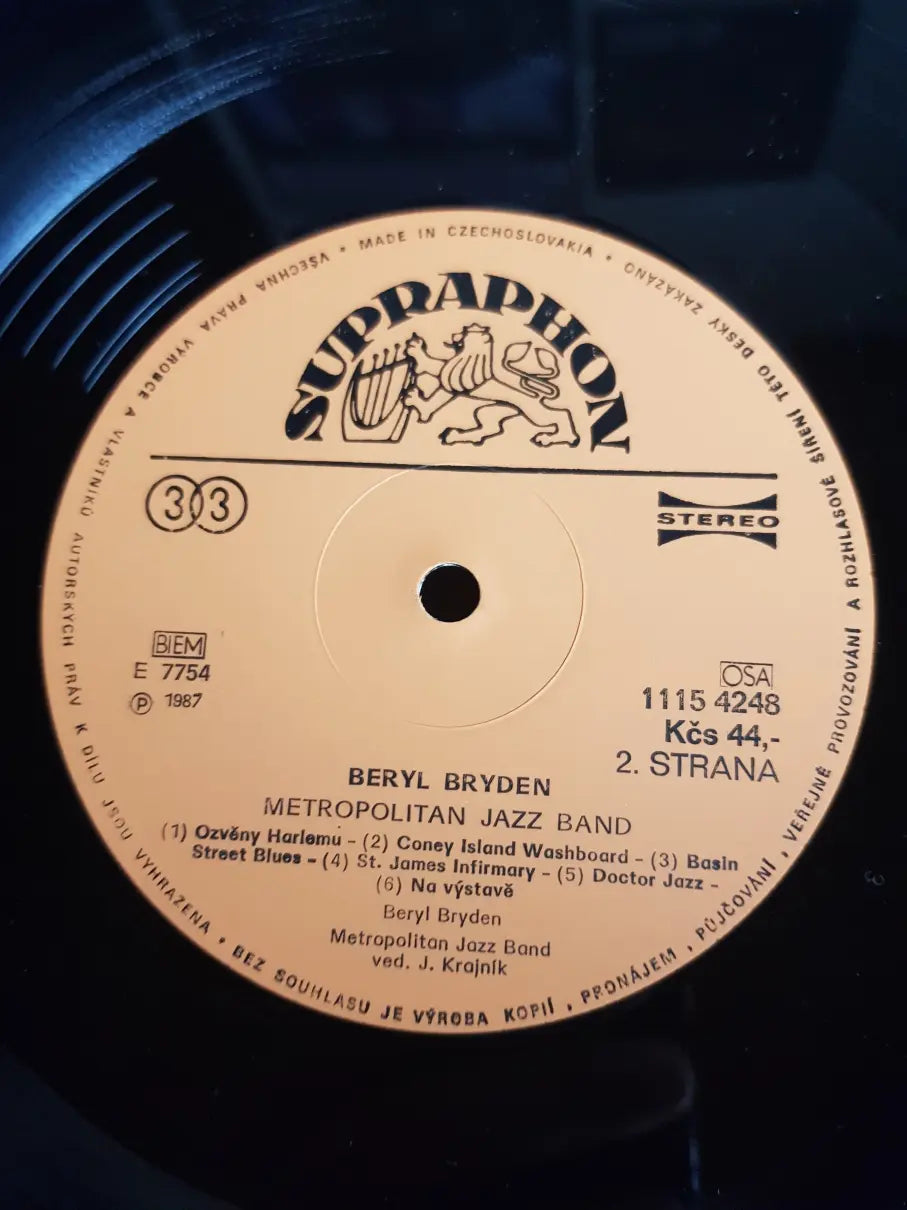 VŠECHNA PRÁVA VÝROBCE A VLASTNÍKŮ AUTORSKÝCH PRÁV K DÍLU JSOU VYHRAZENA • BEZ SOUHLASU JE VÝROBA KOPIÍ, PRONÁJEM, PŮJČOVÁNÍ, VEŘEJNÉ PROVOZOVÁNÍ A ROZHLASOVÉ ŠÍŘENÍ TÉTO DESKY ZAKÁZÁNO • MADE IN CZECHOSLOVAKIA •
SUPRAPHON
33
STEREO
BIEM
E 7754
Ⓟ 1987
OSA
1115 4248
Kčs 44,-
2. STRANA
BERYL BRYDEN
METROPOLITAN JAZZ BAND
(1) Ozvěny Harlemu – (2) Coney Island Washboard – (3) Basin
Street Blues – (4) St. James Infirmary – (5) Doctor Jazz –
(6) Na výstavě
Beryl Bryden
Metropolitan Jazz Band
ved. J. Krajník